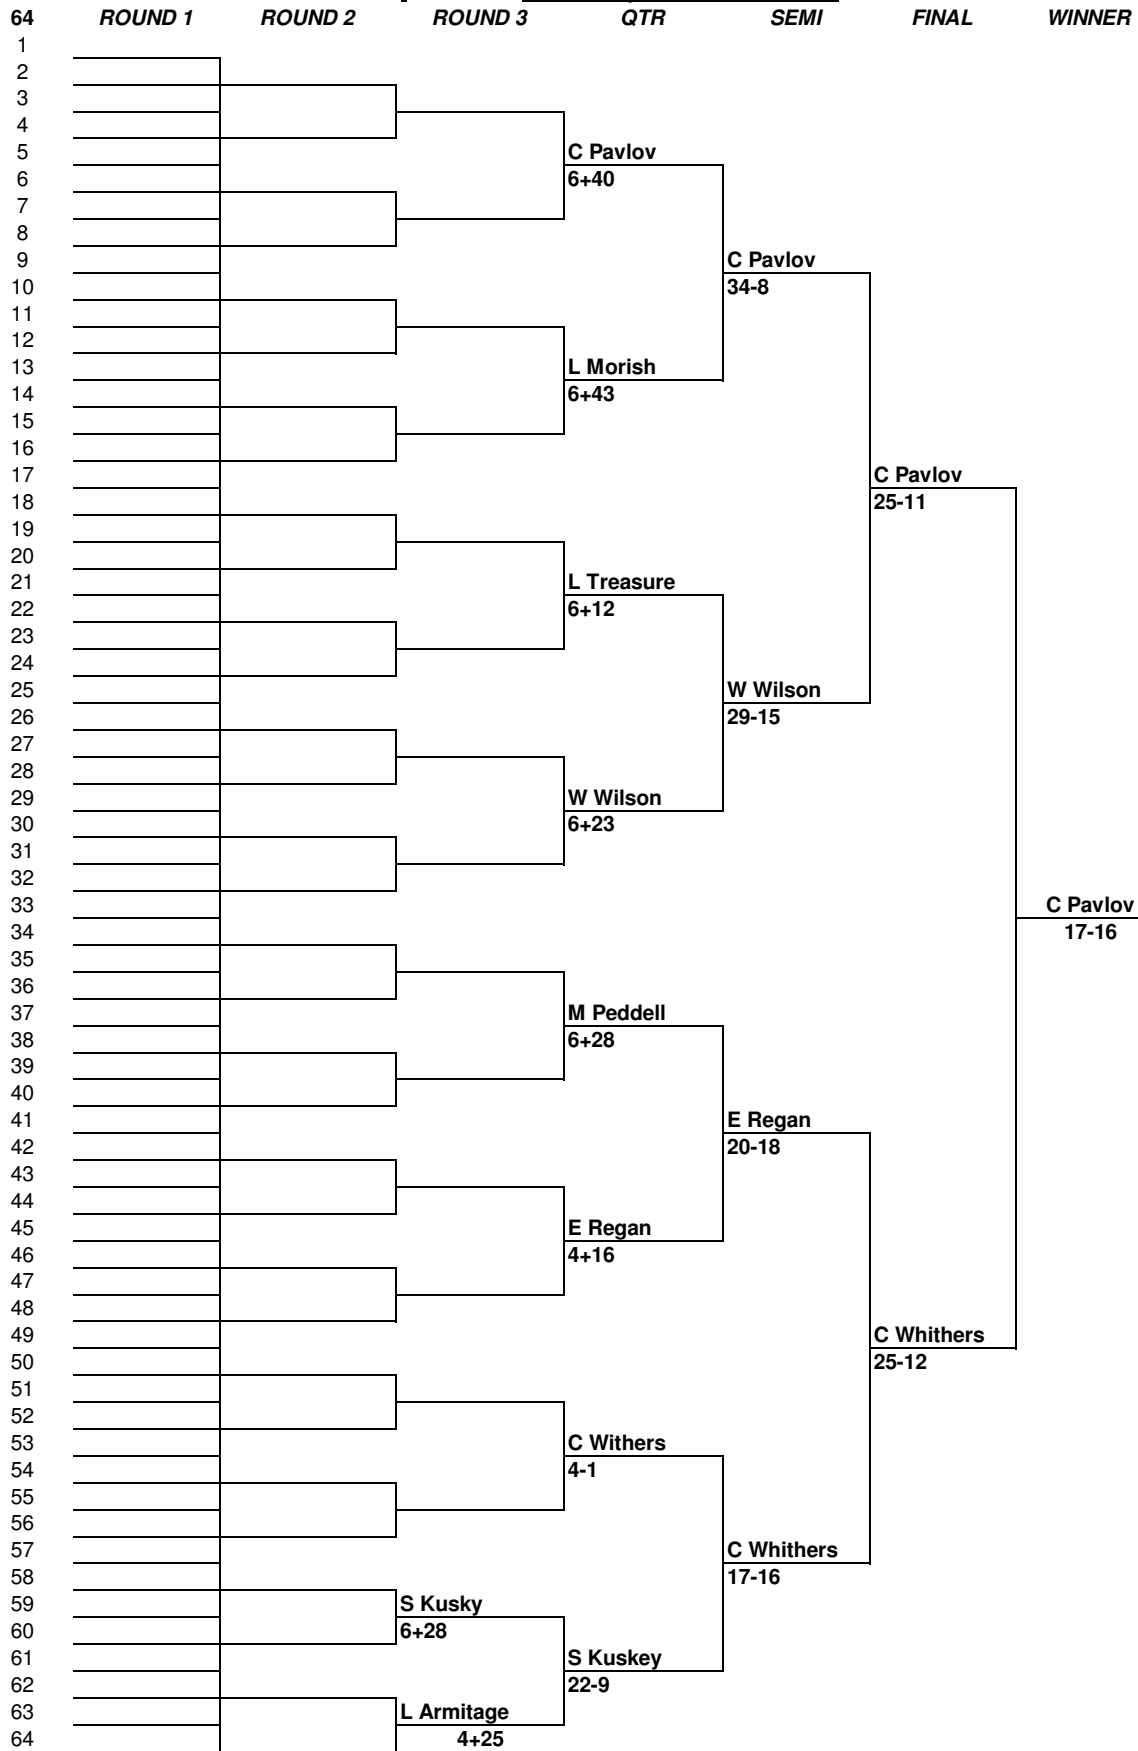 64 ROUND 1 ROUND 2 ROUND 3 QTR SEMI FINAL WINNER
1
2
3
4
5 C Pavlov
6 6+40
7
8
9 C Pavlov
10 34-8
11
12
13 L Morish
14 6+43
15
16
17 C Pavlov
18 25-11
19
20
21 L Treasure
22 6+12
23
24
25 W Wilson
26 29-15
27
28
29 W Wilson
30 6+23
31
32
33 C Pavlov
34 17-16
35
36
37 M Peddell
38 6+28
39
40
41 E Regan
42 20-18
43
44
45 E Regan
46 4+16
47
48
49 C Whithers
50 25-12
51
52
53 C Withers
54 4-1
55
56
57 C Whithers
58 17-16
59 S Kusky
60 6+28
61 S Kuskey
62 22-9
63 L Armitage
64 4+25